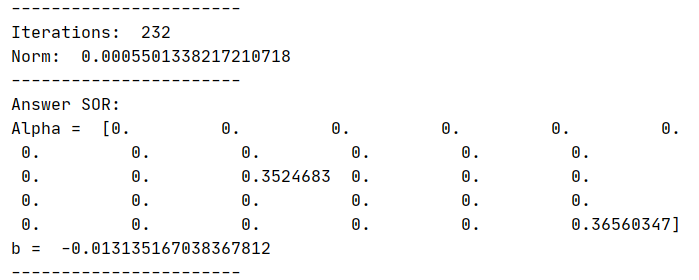 -----------------------
Iterations:  232
Norm:  0.0005501338217210718
-----------------------
Answer SOR:
Alpha =  [0.         0.         0.         0.         0.         0.
 0.         0.         0.         0.         0.         0.
 0.         0.         0.3524683  0.         0.         0.
 0.         0.         0.         0.         0.         0.
 0.         0.         0.         0.         0.         0.36560347]
b =  -0.013135167038367812
-----------------------